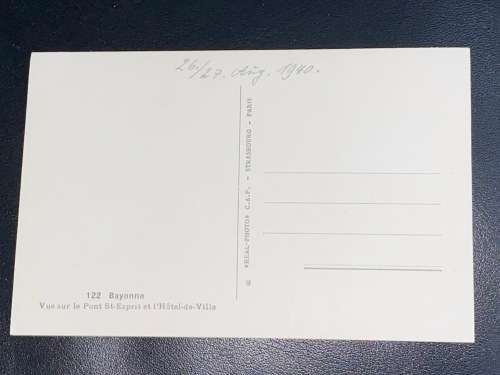 26./27. Aug. 1940.
® "REAL-PHOTO" C.A.P. - STRASBOURG - PARIS
122 Bayonne
Vue sur le Pont St-Esprit et l'Hôtel-de-Ville